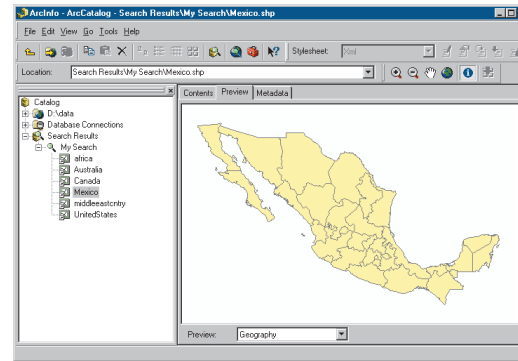 ArcInfo - ArcCatalog - Search Results\My Search\Mexico.shp
File Edit View Go Tools Help
Stylesheet: Xml
Location: Search Results\My Search\Mexico.shp
Contents Preview Metadata
Catalog
D:\data
Database Connections
Search Results
My Search
africa
Australia
Canada
Mexico
middleeastcntry
UnitedStates
Preview: Geography